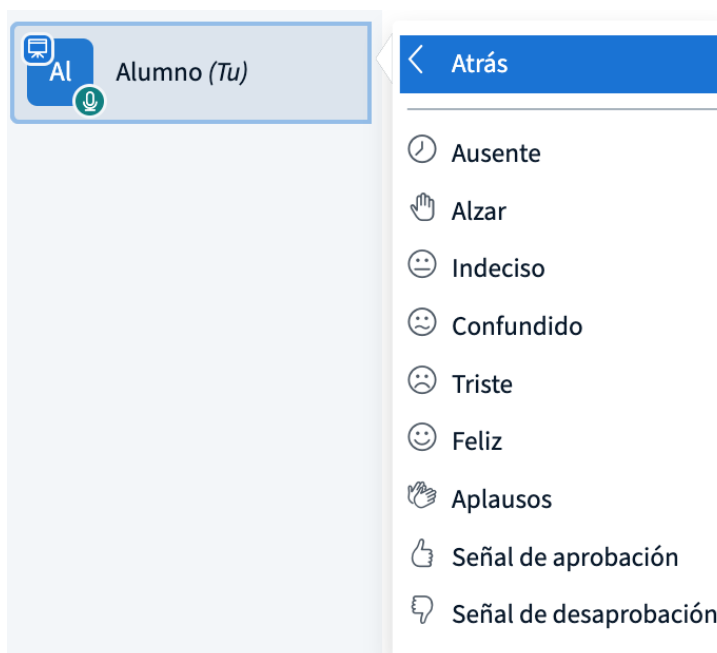 Al
Alumno (Tu)
Atrás
Ausente
Alzar
Indeciso
Confundido
Triste
Feliz
Aplausos
Señal de aprobación
Señal de desaprobación